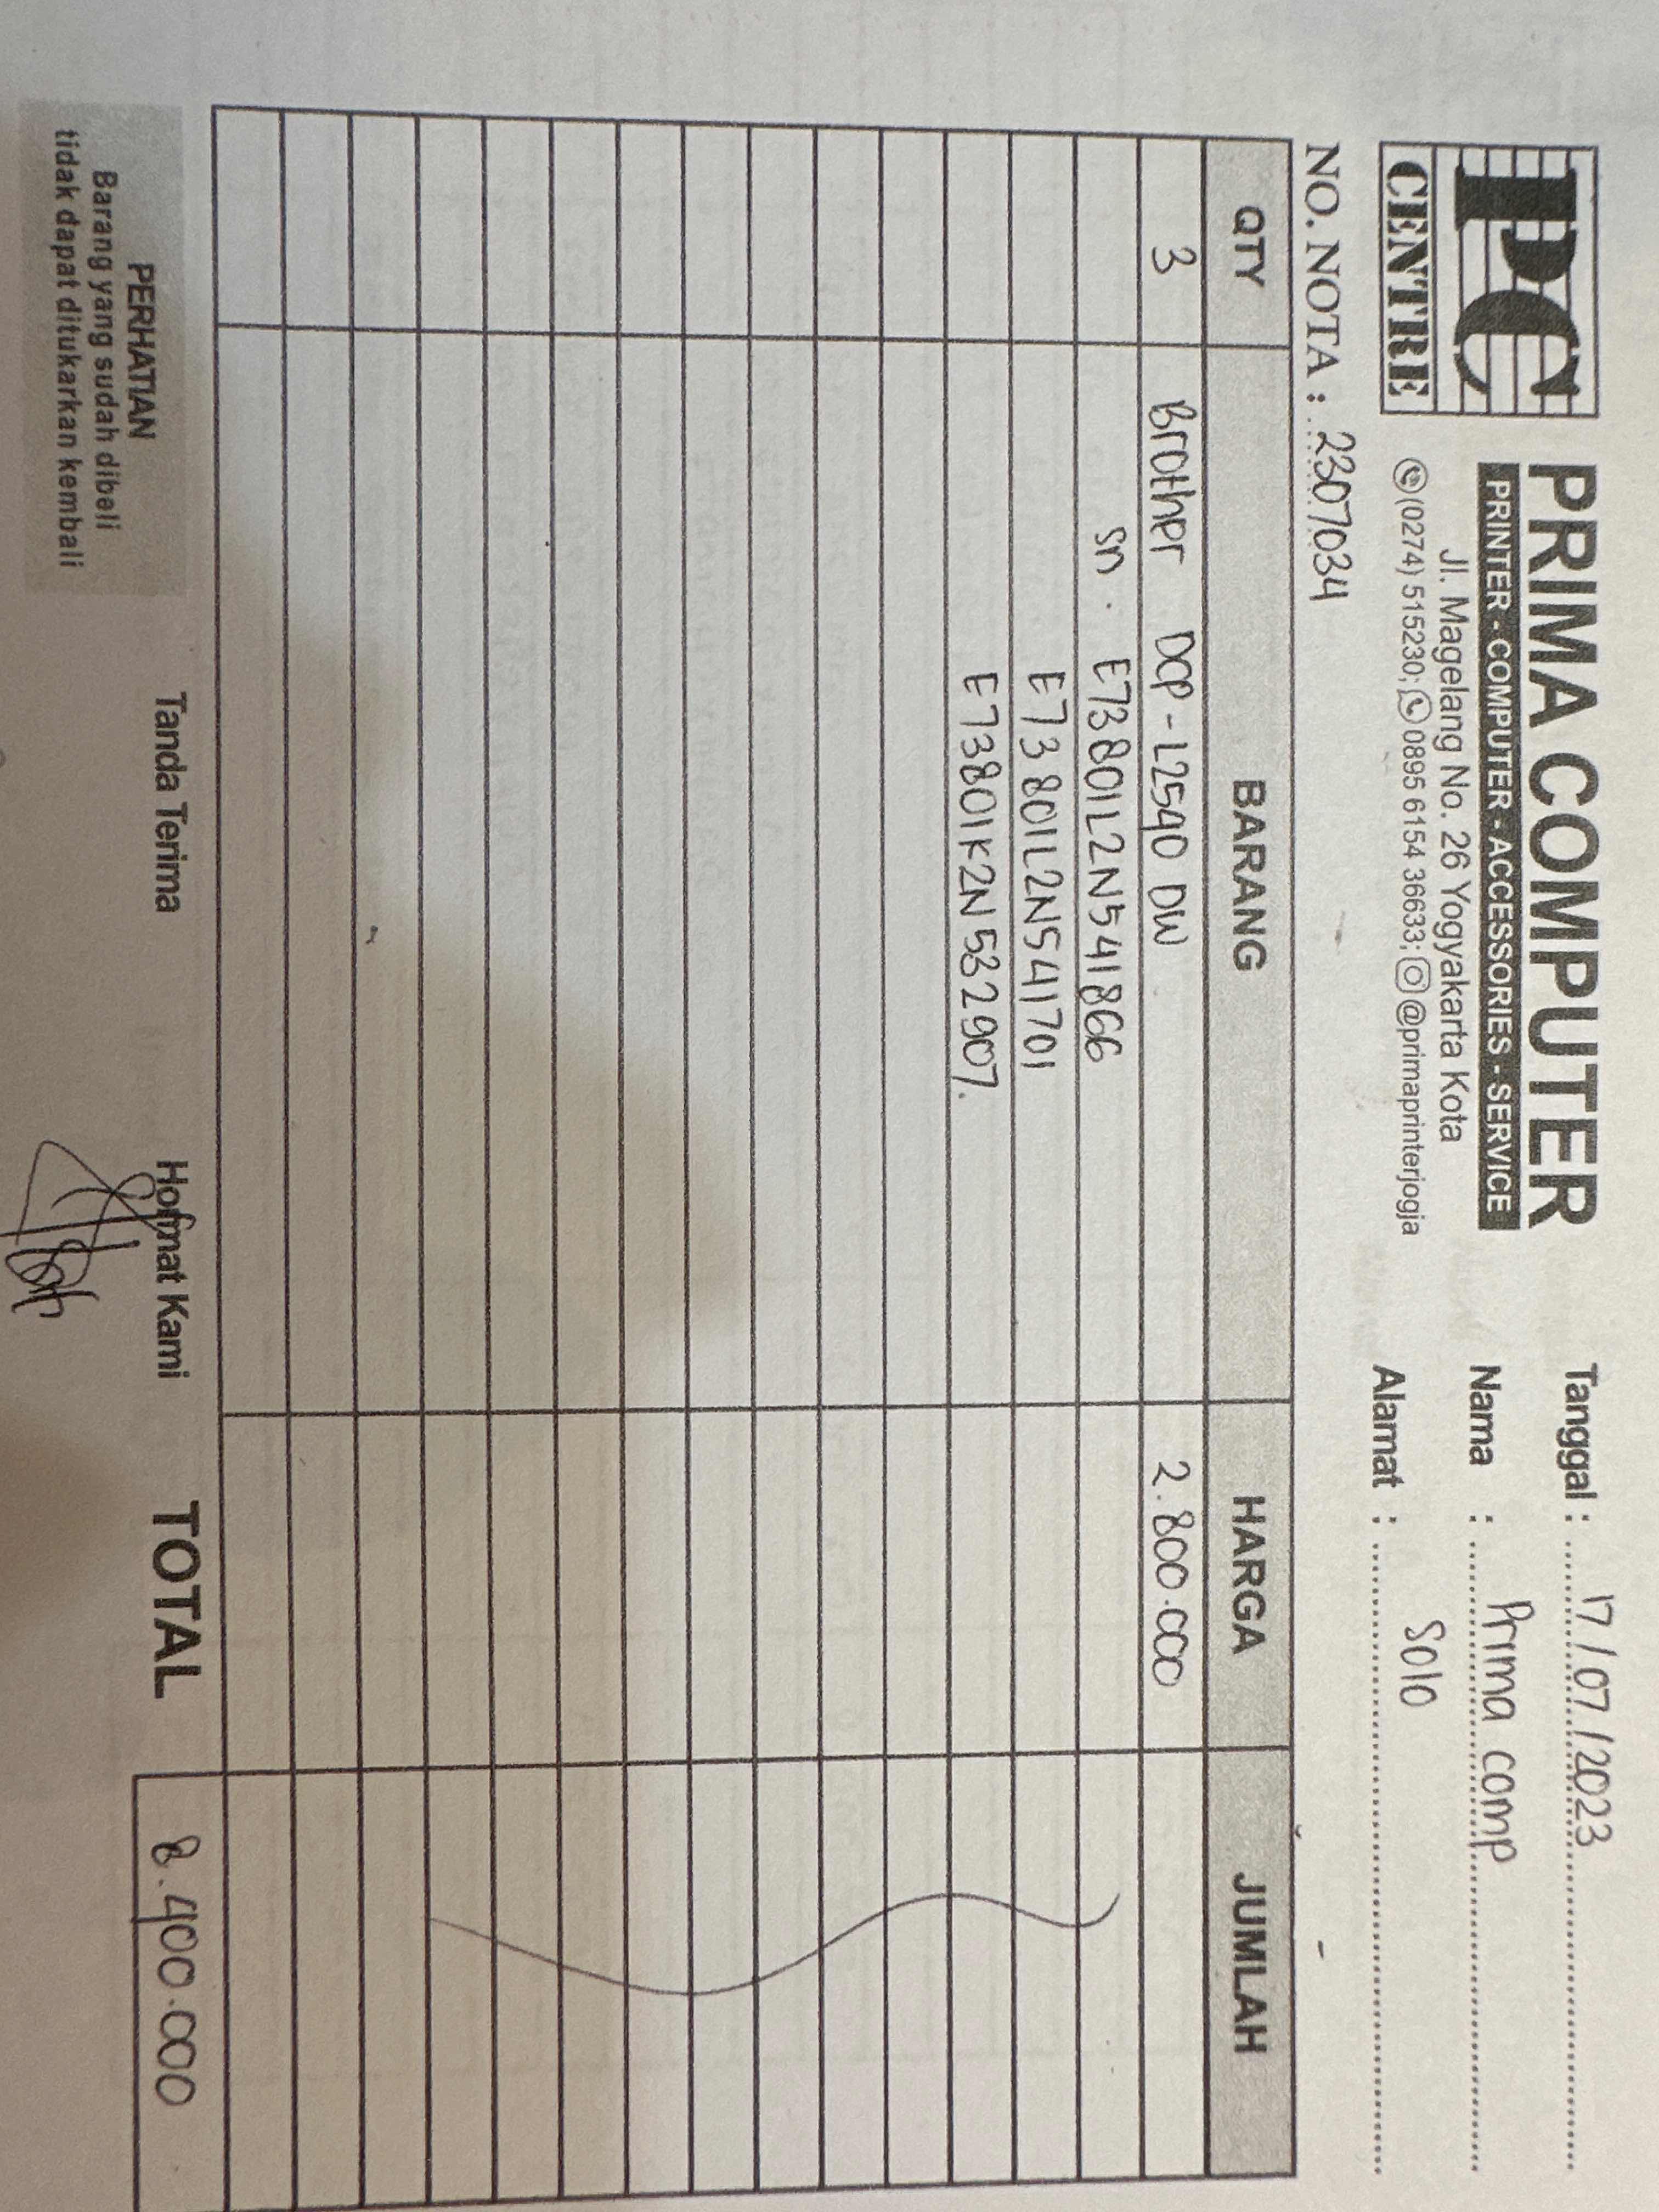 PC CENTRE
PRIMA COMPUTER
PRINTER - COMPUTER - ACCESSORIES - SERVICE
Jl. Magelang No. 26 Yogyakarta Kota
(0274) 515230; 0895 6154 36633; @primaprinterjogja
Tanggal : 17/07/2023
Nama : Prima comp
Alamat : Solo
NO. NOTA : 2307034
QTY BARANG HARGA JUMLAH
3 Brother DCP-L2540 DW 2.800.000
sn. E73801L2N541866
E73801L2N541701
E73801K2N532907.
PERHATIAN
Barang yang sudah dibeli
tidak dapat ditukarkan kembali
Tanda Terima
Hormat Kami
TOTAL 8.400.000